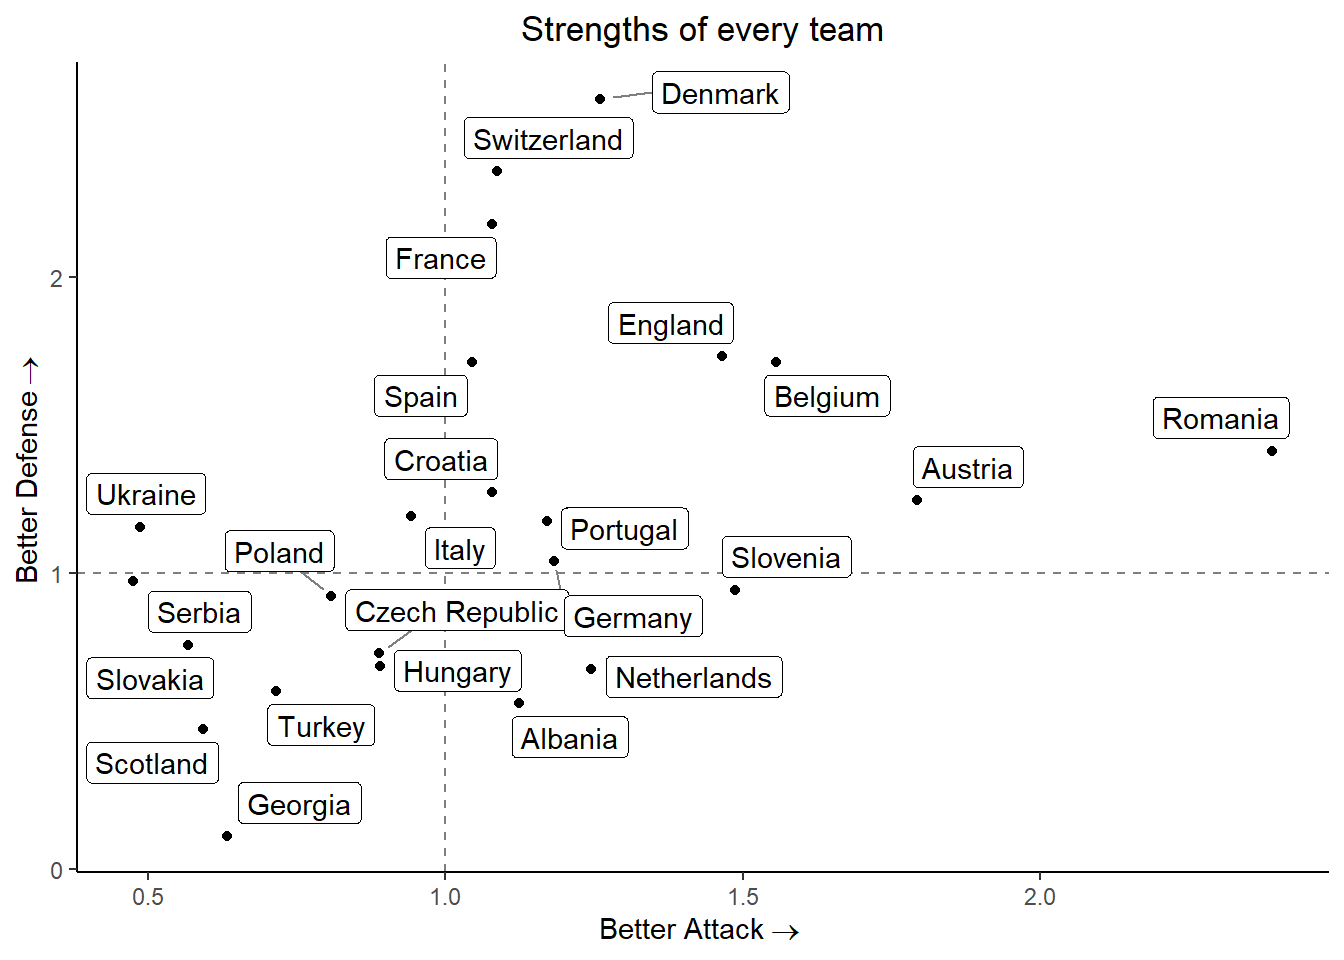 Strengths of every team
Denmark
Switzerland
France
2
England
Better Defense →
Spain
Belgium
Romania
Croatia
Austria
Ukraine
Portugal
Poland
Italy
Slovenia
1
Serbia
Czech Republic
Germany
Slovakia
Hungary
Netherlands
Turkey
Albania
Scotland
Georgia
0
0.5 1.0 1.5 2.0
Better Attack →